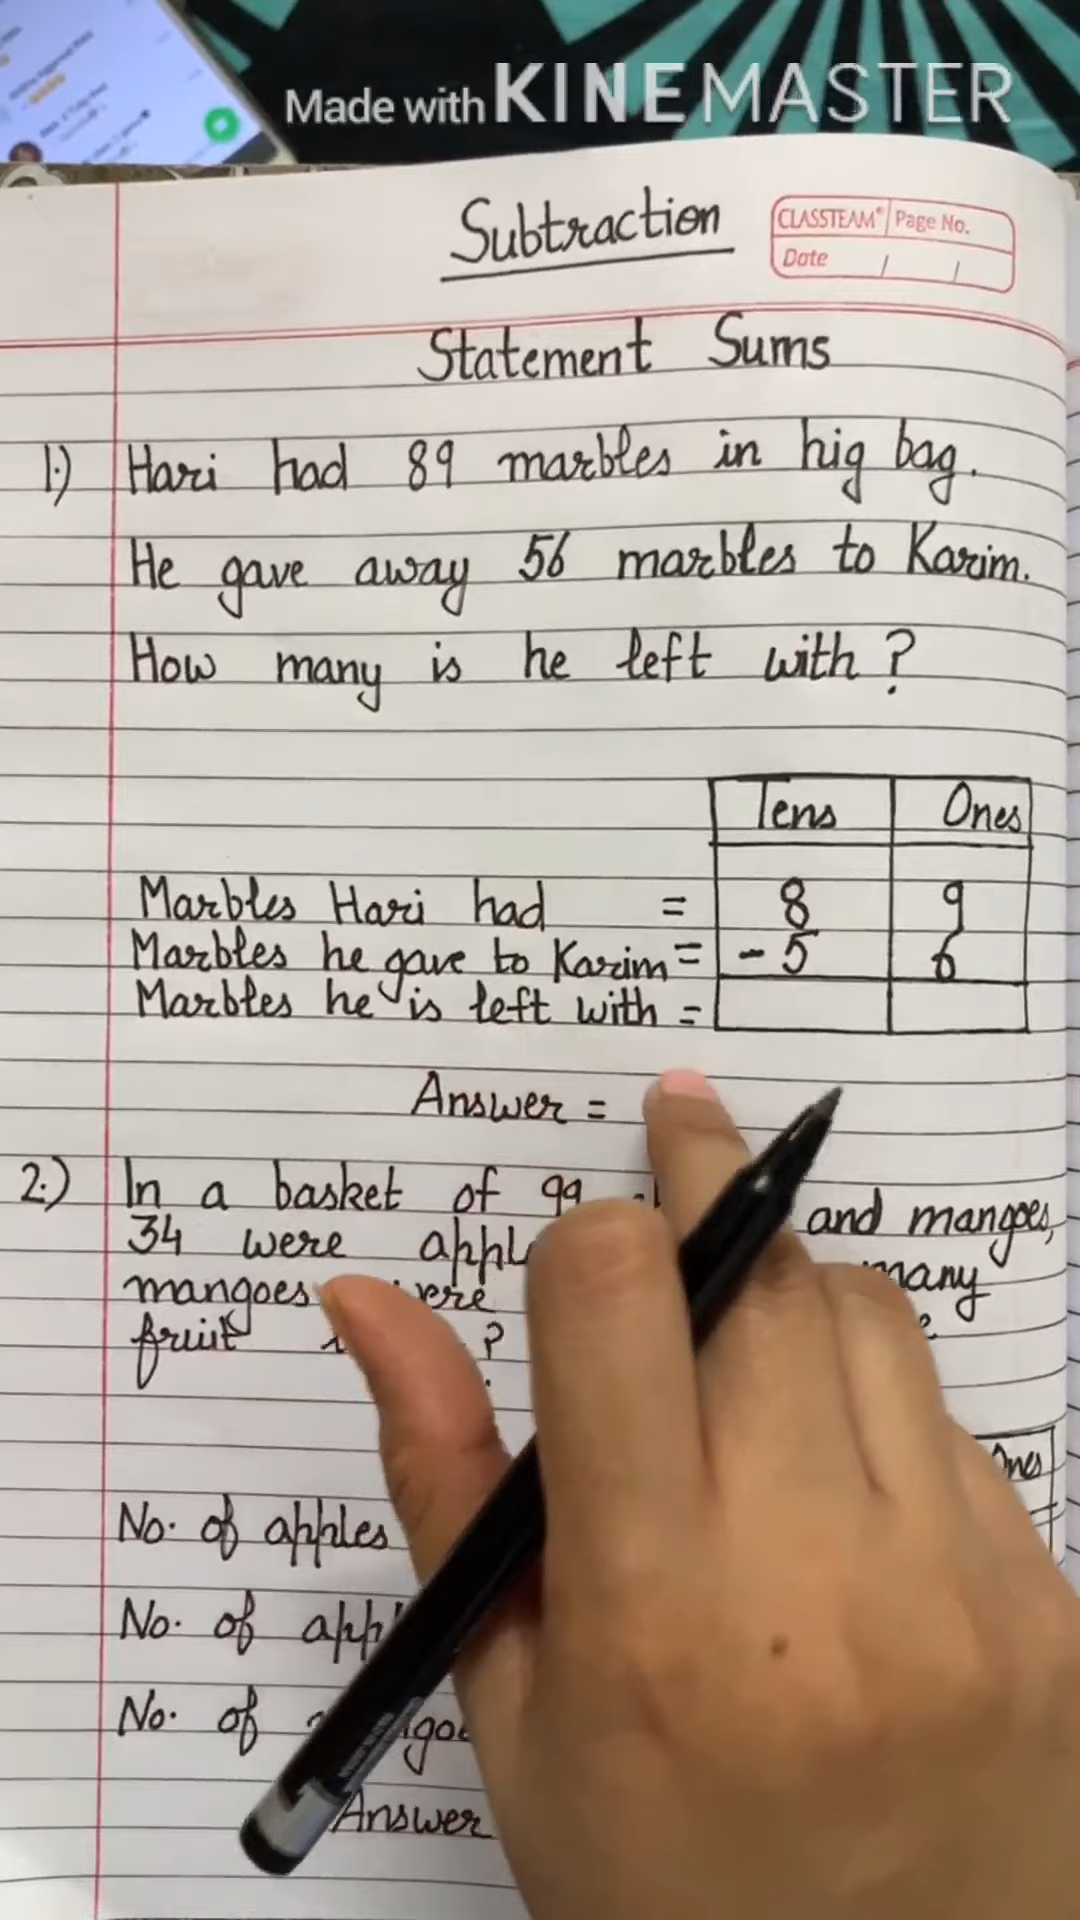 Made with KINEMASTER
Subtraction
CLASSTEAM® Page No.
Date / /
Statement Sums
1.) Hari had 89 marbles in hig bag.
He gave away 56 marbles to Karim.
How many is he left with ?
Tens Ones
Marbles Hari had = 8 9
Marbles he gave to Karim = - 5 6
Marbles he is left with =
Answer =
2.) In a basket of 99 and mangoes,
34 were many
mangoes
fruit ?
Ones
No. of apples
No. of
No. of
Answer